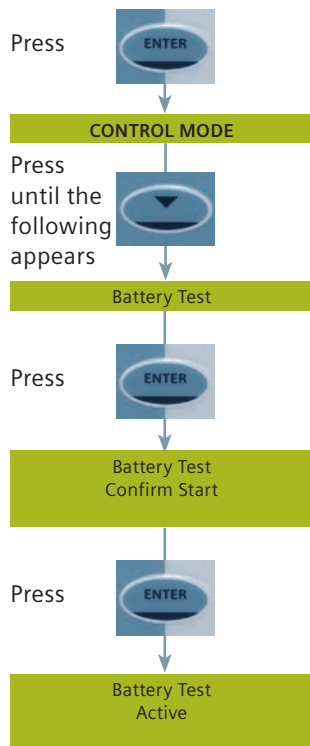 Press
ENTER
CONTROL MODE
Press
until the
following
appears
Battery Test
Press
ENTER
Battery Test
Confirm Start
Press
ENTER
Battery Test
Active